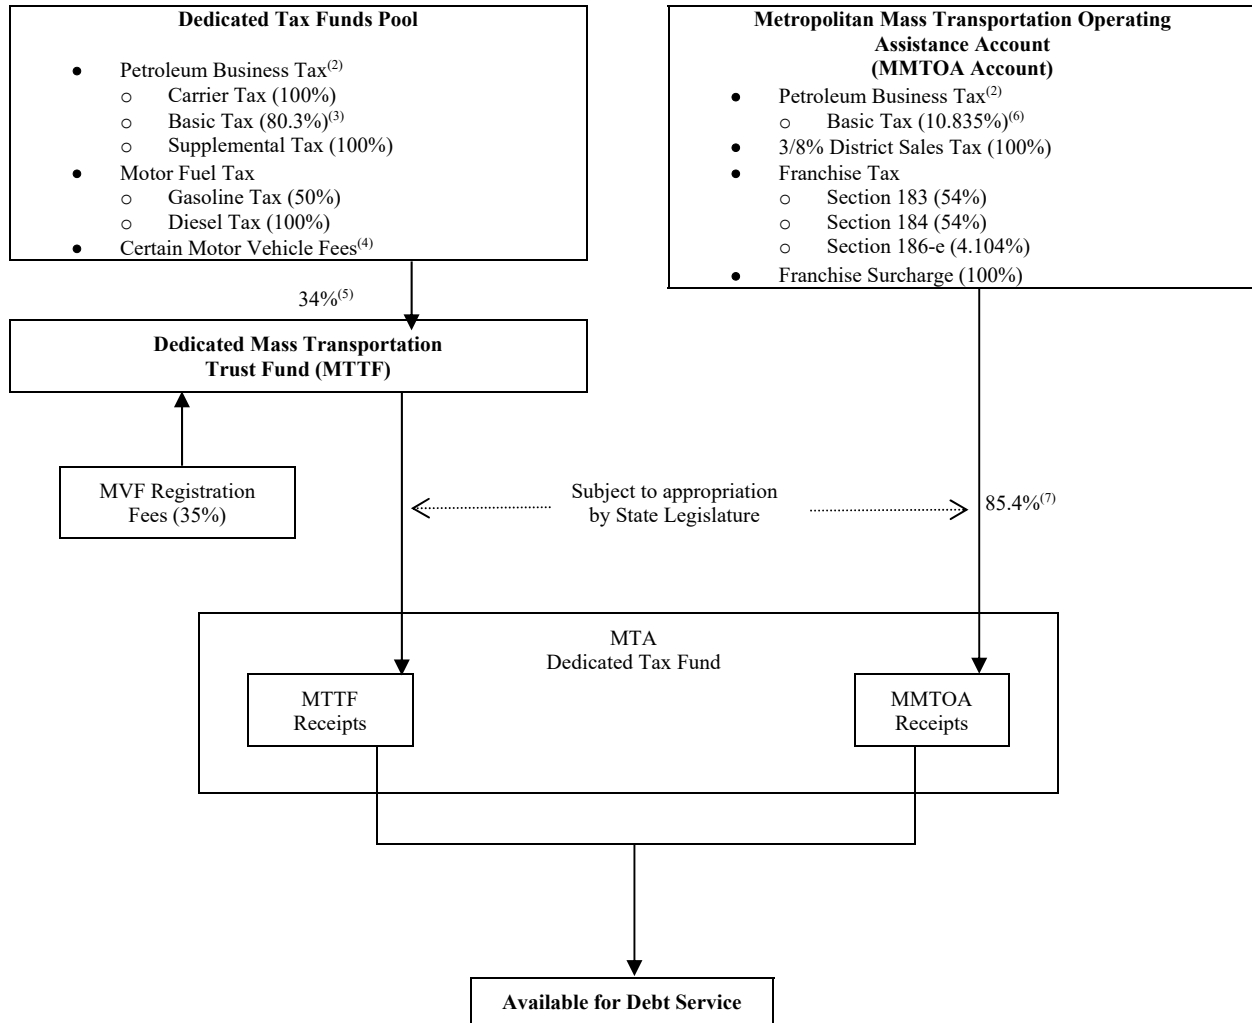 Dedicated Tax Funds Pool
● Petroleum Business Tax(2)
o Carrier Tax (100%)
o Basic Tax (80.3%)(3)
o Supplemental Tax (100%)
● Motor Fuel Tax
o Gasoline Tax (50%)
o Diesel Tax (100%)
● Certain Motor Vehicle Fees(4)
Metropolitan Mass Transportation Operating
Assistance Account
(MMTOA Account)
● Petroleum Business Tax(2)
o Basic Tax (10.835%)(6)
● 3/8% District Sales Tax (100%)
● Franchise Tax
o Section 183 (54%)
o Section 184 (54%)
o Section 186-e (4.104%)
● Franchise Surcharge (100%)
34%(5)
Dedicated Mass Transportation
Trust Fund (MTTF)
MVF Registration
Fees (35%)
Subject to appropriation
by State Legislature
85.4%(7)
MTA
Dedicated Tax Fund
MTTF
Receipts
MMTOA
Receipts
Available for Debt Service